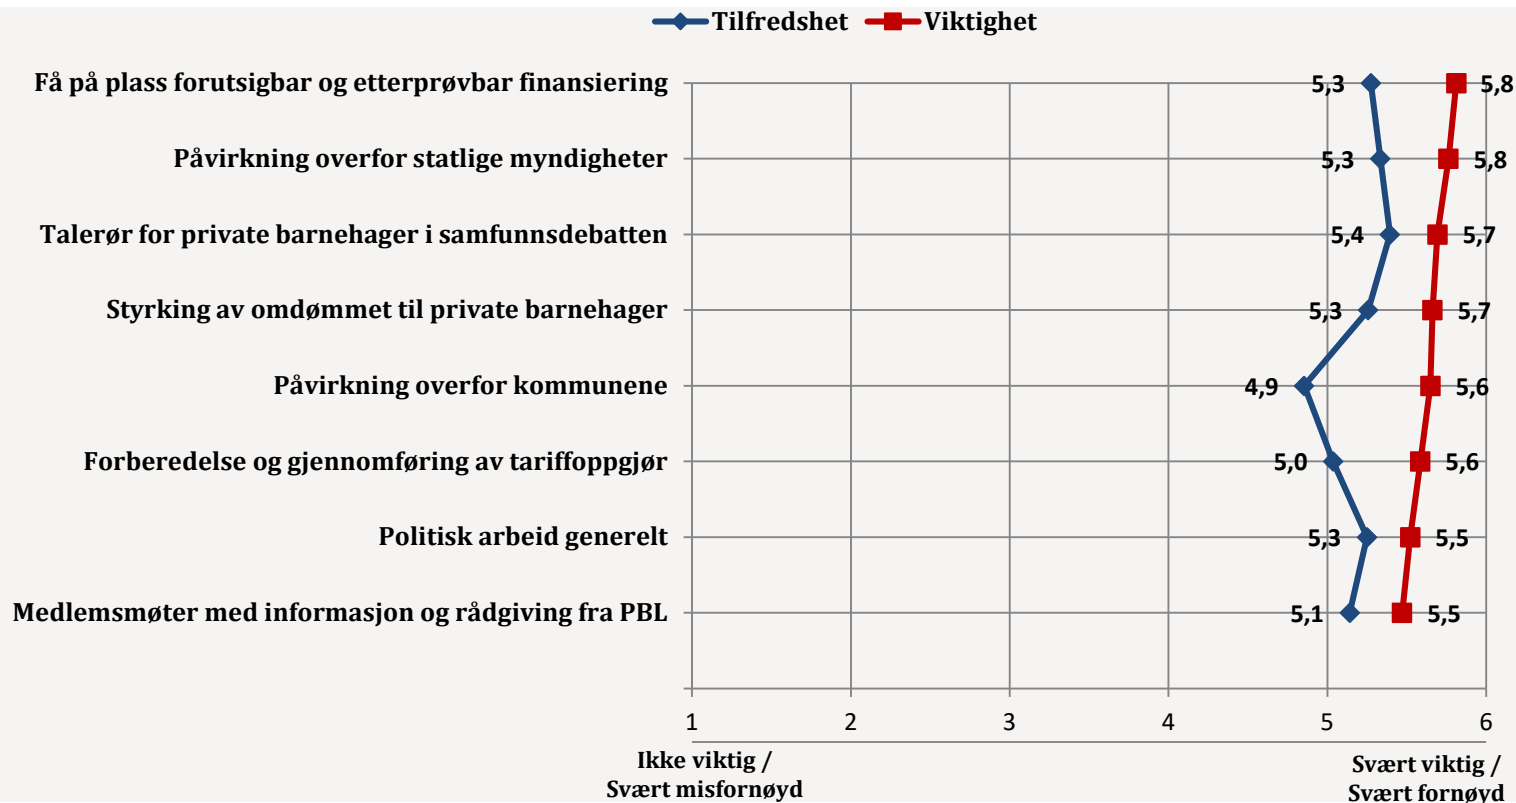 Tilfredshet Viktighet
Få på plass forutsigbar og etterprøvbar finansiering 5,3 5,8
Påvirkning overfor statlige myndigheter 5,3 5,8
Talerør for private barnehager i samfunnsdebatten 5,4 5,7
Styrking av omdømmet til private barnehager 5,3 5,7
Påvirkning overfor kommunene 4,9 5,6
Forberedelse og gjennomføring av tariffoppgjør 5,0 5,6
Politisk arbeid generelt 5,3 5,5
Medlemsmøter med informasjon og rådgiving fra PBL 5,1 5,5
1 2 3 4 5 6
Ikke viktig /
Svært misfornøyd
Svært viktig /
Svært fornøyd